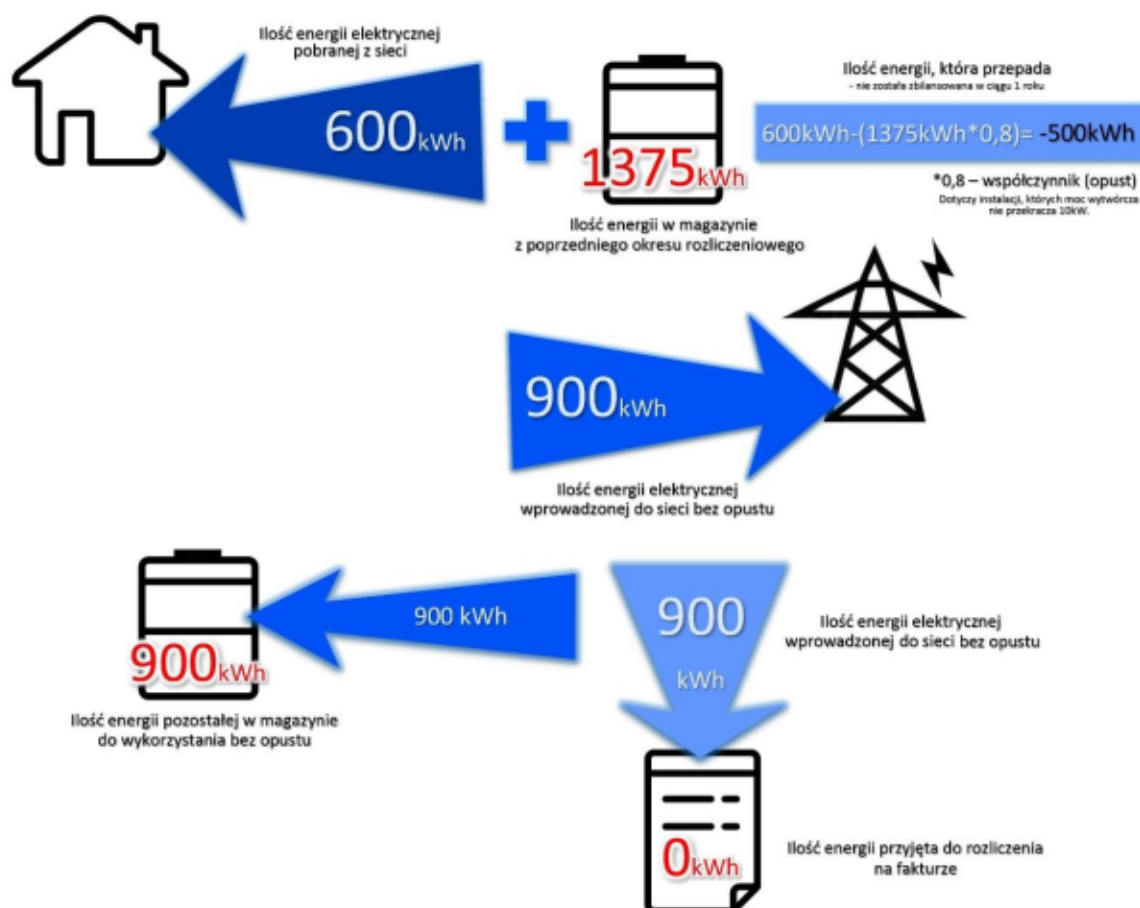 Ilość energii elektrycznej
pobranej z sieci
600kWh
1375kWh
Ilość energii w magazynie
z poprzedniego okresu rozliczeniowego
Ilość energii, która przepada
- nie została zbilansowana w ciągu 1 roku
600kWh-(1375kWh*0,8)= -500kWh
*0,8 – współczynnik (opust)
Dotyczy instalacji, których moc wytwórcza
nie przekracza 10kW.
900kWh
Ilość energii elektrycznej
wprowadzonej do sieci bez opustu
900kWh
Ilość energii pozostałej w magazynie
do wykorzystania bez opustu
900 kWh
900
kWh
Ilość energii elektrycznej
wprowadzonej do sieci bez opustu
0kWh
Ilość energii przyjęta do rozliczenia
na fakturze